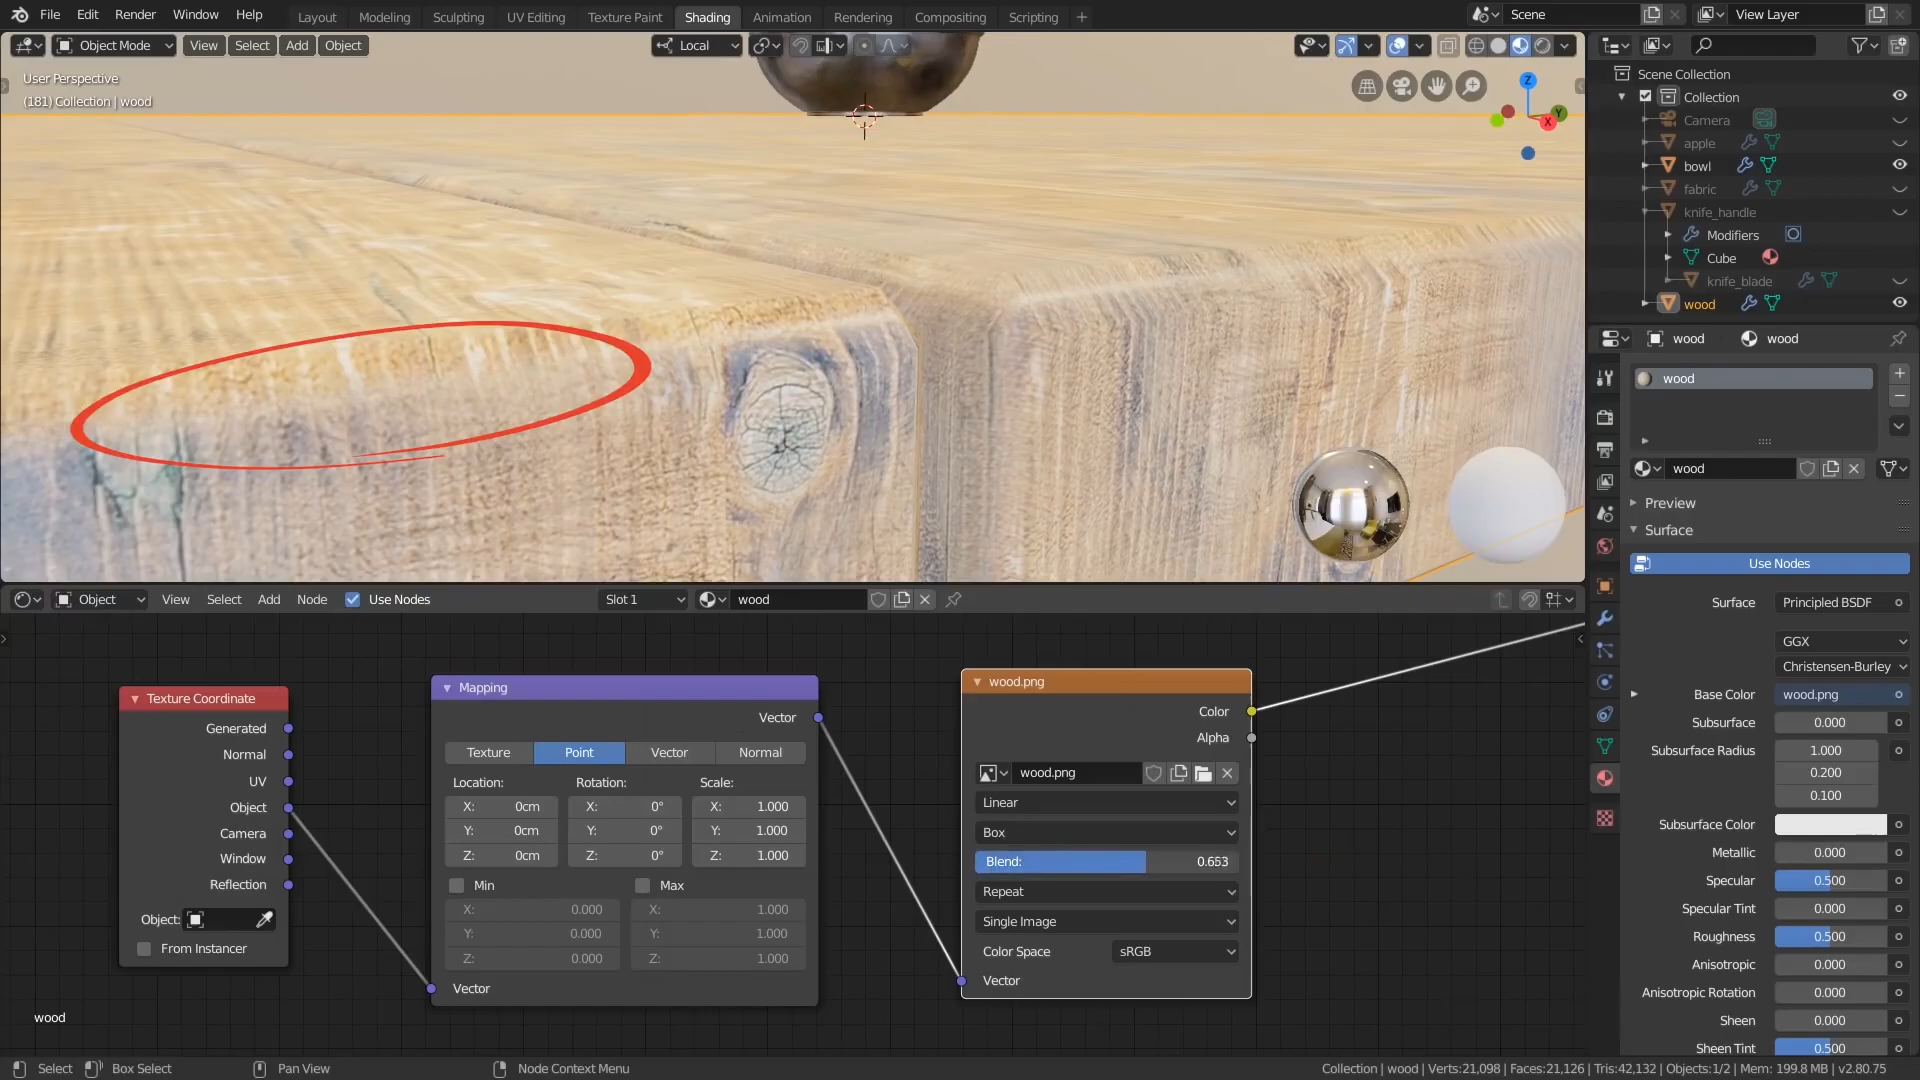 File Edit Render Window Help Layout Modeling Sculpting UV Editing Texture Paint Shading Animation Rendering Compositing Scripting + Scene View Layer
Object Mode View Select Add Object Local
User Perspective
(181) Collection | wood
Z
Y
X
Scene Collection
Collection
Camera
apple
bowl
fabric
knife_handle
Modifiers
Cube
knife_blade
wood
wood wood
wood
wood
Preview
Surface
Use Nodes
Surface Principled BSDF
GGX
Christensen-Burley
Base Color wood.png
Subsurface 0.000
Subsurface Radius 1.000
0.200
0.100
Subsurface Color
Metallic 0.000
Specular 0.500
Specular Tint 0.000
Roughness 0.500
Anisotropic 0.000
Anisotropic Rotation 0.000
Sheen 0.000
Sheen Tint 0.500
Object View Select Add Node Use Nodes Slot 1 wood
Texture Coordinate
Generated
Normal
UV
Object
Camera
Window
Reflection
Object:
From Instancer
Mapping
Vector
Texture Point Vector Normal
Location: Rotation: Scale:
X: 0cm X: 0° X: 1.000
Y: 0cm Y: 0° Y: 1.000
Z: 0cm Z: 0° Z: 1.000
Min Max
X: 0.000 X: 1.000
Y: 0.000 Y: 1.000
Z: 0.000 Z: 1.000
Vector
wood.png
Color
Alpha
wood.png
Linear
Box
Blend: 0.653
Repeat
Single Image
Color Space sRGB
Vector
wood
Select Box Select Pan View Node Context Menu Collection | wood | Verts:21,098 | Faces:21,126 | Tris:42,132 | Objects:1/2 | Mem: 199.8 MB | v2.80.75